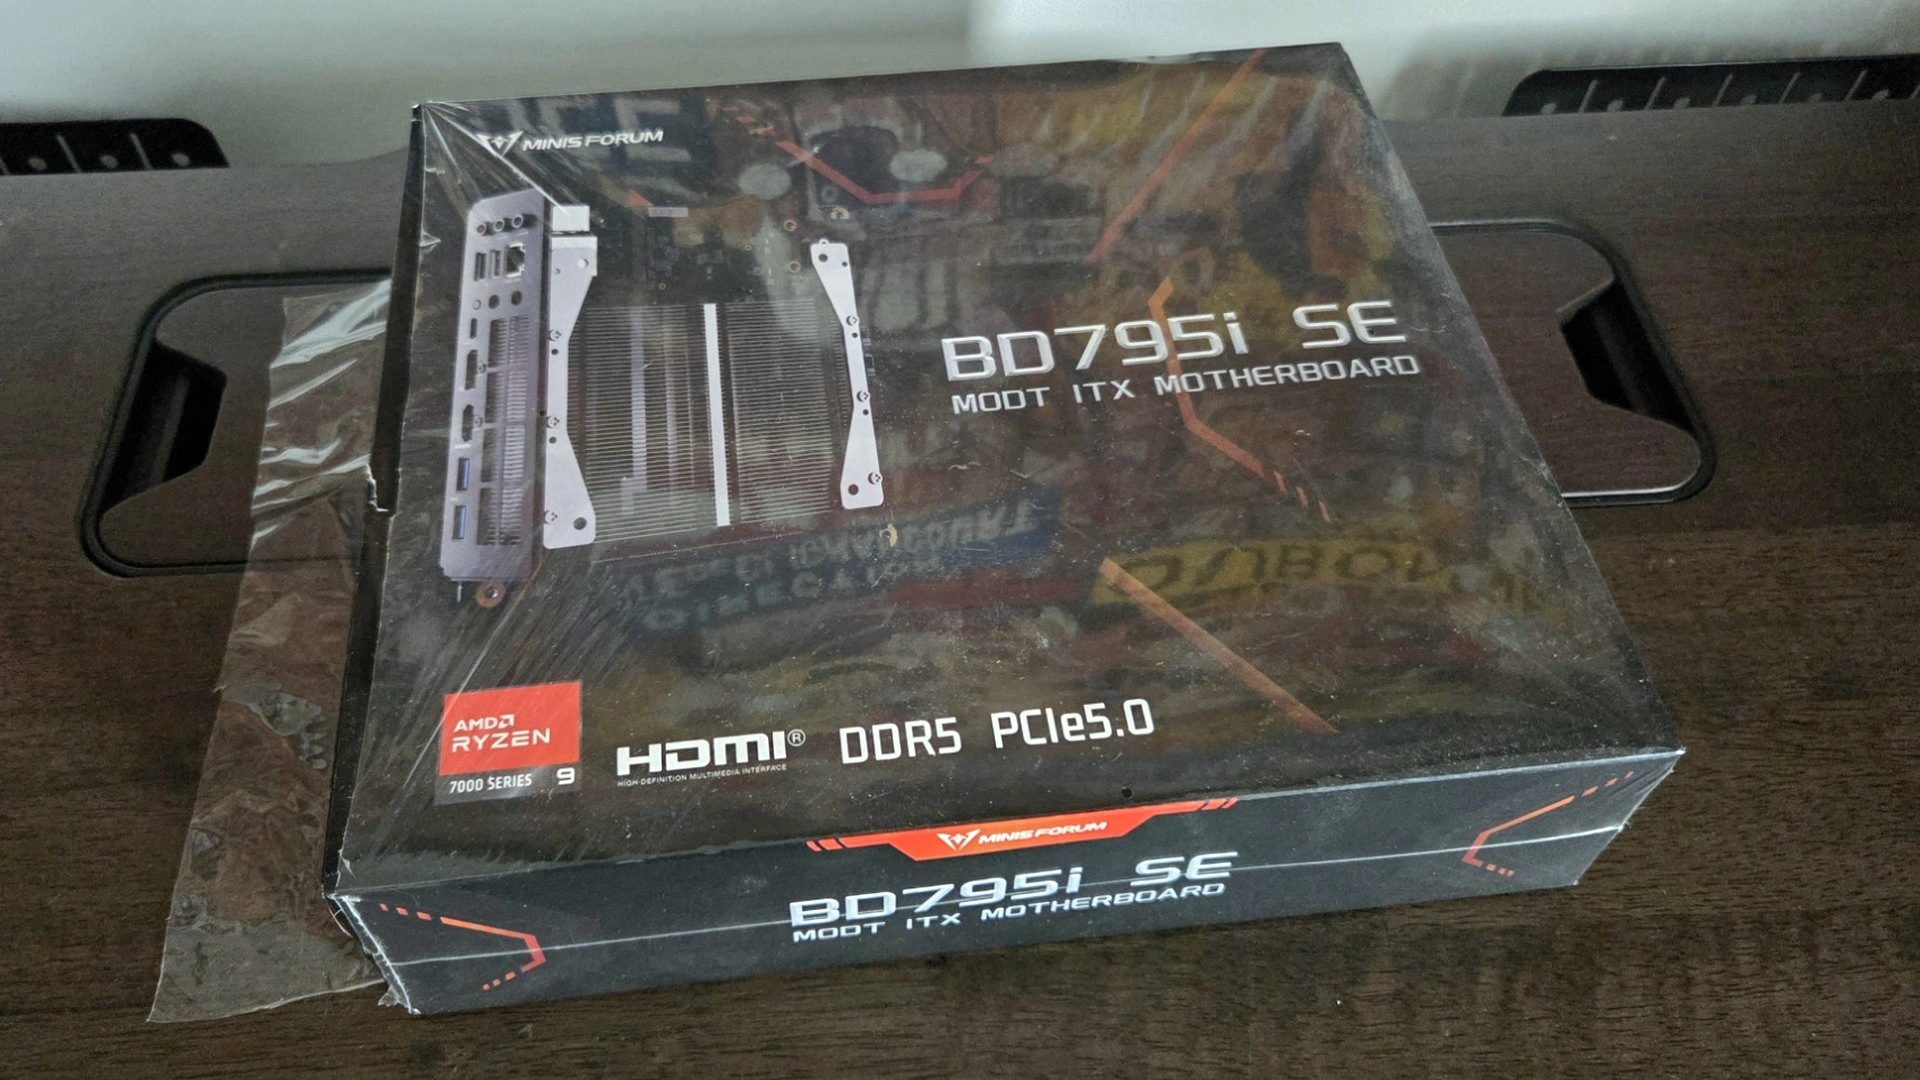 MINISFORUM
BD795i SE
MODT ITX MOTHERBOARD
AMD
RYZEN
7000 SERIES 9
HDMI®
HIGH-DEFINITION MULTIMEDIA INTERFACE
DDR5 PCIe5.0
MINISFORUM
BD795i SE
MODT ITX MOTHERBOARD